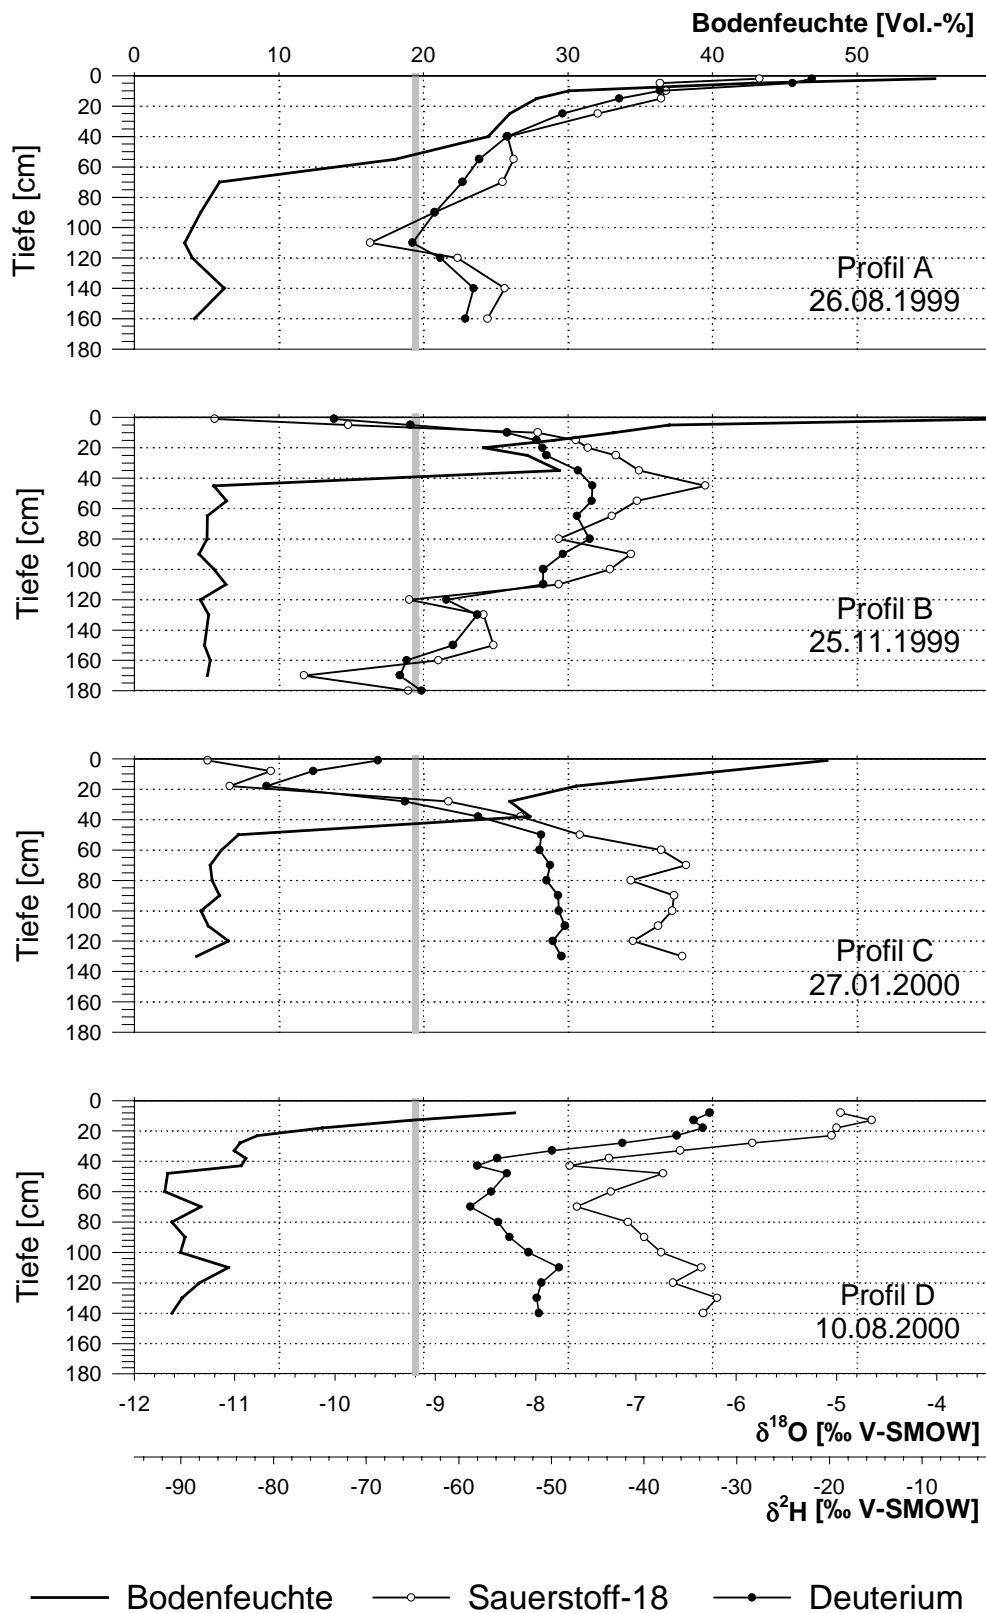 Bodenfeuchte [Vol.-%]
0 10 20 30 40 50
0
20
40
60
80
100
120
140
160
180
Tiefe [cm]
Profil A
26.08.1999
0
20
40
60
80
100
120
140
160
180
Tiefe [cm]
Profil B
25.11.1999
0
20
40
60
80
100
120
140
160
180
Tiefe [cm]
Profil C
27.01.2000
0
20
40
60
80
100
120
140
160
180
Tiefe [cm]
Profil D
10.08.2000
-12 -11 -10 -9 -8 -7 -6 -5 -4
δ¹⁸O [‰ V-SMOW]
-90 -80 -70 -60 -50 -40 -30 -20 -10
δ²H [‰ V-SMOW]
Bodenfeuchte Sauerstoff-18 Deuterium